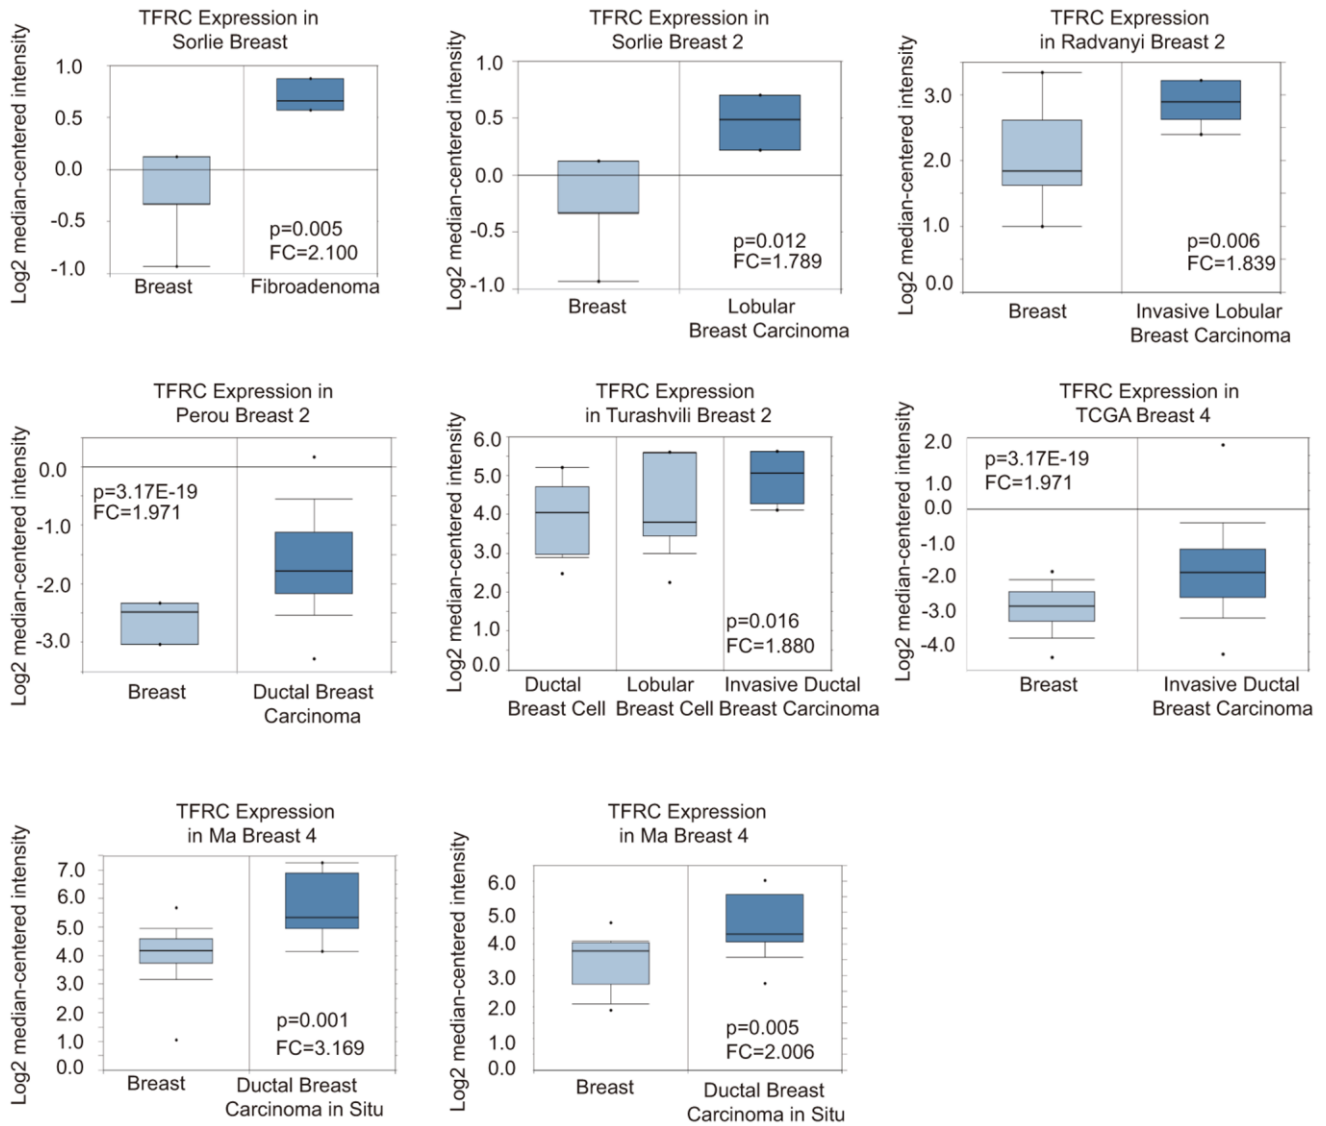 TFRC Expression in
Sorlie Breast
Log2 median-centered intensity
1.0
0.5
0.0
-0.5
-1.0
p=0.005
FC=2.100
Breast
Fibroadenoma
TFRC Expression in
Sorlie Breast 2
Log2 median-centered intensity
1.0
0.5
0.0
-0.5
-1.0
p=0.012
FC=1.789
Breast
Lobular
Breast Carcinoma
TFRC Expression
in Radvanyi Breast 2
Log2 median-centered intensity
3.0
2.0
1.0
0.0
p=0.006
FC=1.839
Breast
Invasive Lobular
Breast Carcinoma
TFRC Expression in
Perou Breast 2
Log2 median-centered intensity
0.0
-1.0
-2.0
-3.0
p=3.17E-19
FC=1.971
Breast
Ductal Breast
Carcinoma
TFRC Expression
in Turashvili Breast 2
Log2 median-centered intensity
6.0
5.0
4.0
3.0
2.0
1.0
0.0
p=0.016
FC=1.880
Ductal
Breast Cell
Lobular
Breast Cell
Invasive Ductal
Breast Carcinoma
TFRC Expression in
TCGA Breast 4
Log2 median-centered intensity
2.0
1.0
0.0
-1.0
-2.0
-3.0
-4.0
p=3.17E-19
FC=1.971
Breast
Invasive Ductal
Breast Carcinoma
TFRC Expression
in Ma Breast 4
Log2 median-centered intensity
7.0
6.0
5.0
4.0
3.0
2.0
1.0
0.0
p=0.001
FC=3.169
Breast
Ductal Breast
Carcinoma in Situ
TFRC Expression
in Ma Breast 4
Log2 median-centered intensity
6.0
5.0
4.0
3.0
2.0
1.0
0.0
p=0.005
FC=2.006
Breast
Ductal Breast
Carcinoma in Situ